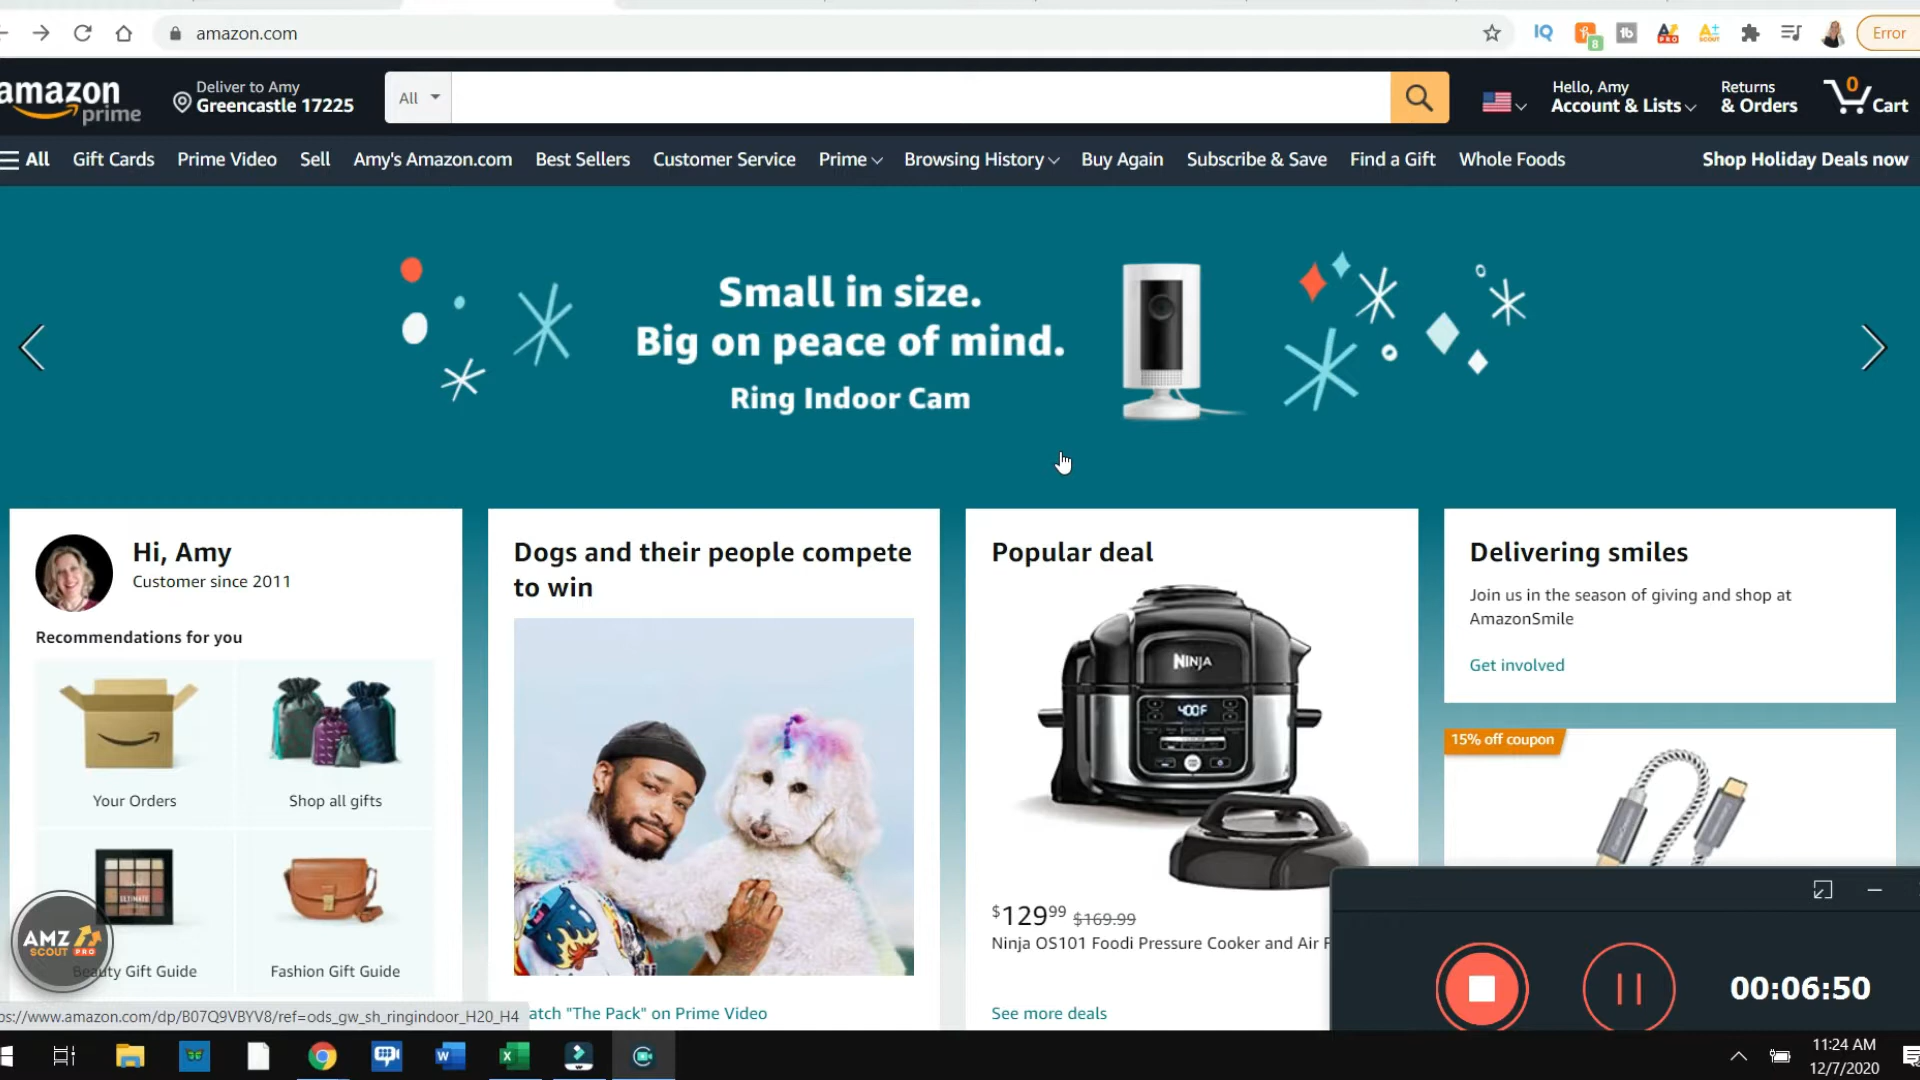 amazon.com
Error
8
amazon
prime
Deliver to Amy
Greencastle 17225
All
Hello, Amy
Account & Lists
Returns
& Orders
0
Cart
All
Gift Cards
Prime Video
Sell
Amy's Amazon.com
Best Sellers
Customer Service
Prime
Browsing History
Buy Again
Subscribe & Save
Find a Gift
Whole Foods
Shop Holiday Deals now
Small in size.
Big on peace of mind.
Ring Indoor Cam
Hi, Amy
Customer since 2011
Recommendations for you
Your Orders
Shop all gifts
ULTIMATE
Beauty Gift Guide
Fashion Gift Guide
AMZ
SCOUT PRO
Dogs and their people compete
to win
atch "The Pack" on Prime Video
Popular deal
NINJA
400F
$129 99 $169.99
Ninja OS101 Foodi Pressure Cooker and Air F
See more deals
Delivering smiles
Join us in the season of giving and shop at
AmazonSmile
Get involved
15% off coupon
00:06:50
ps://www.amazon.com/dp/B07Q9VBYV8/ref=ods_gw_sh_ringindoor_H20_H4
11:24 AM
12/7/2020